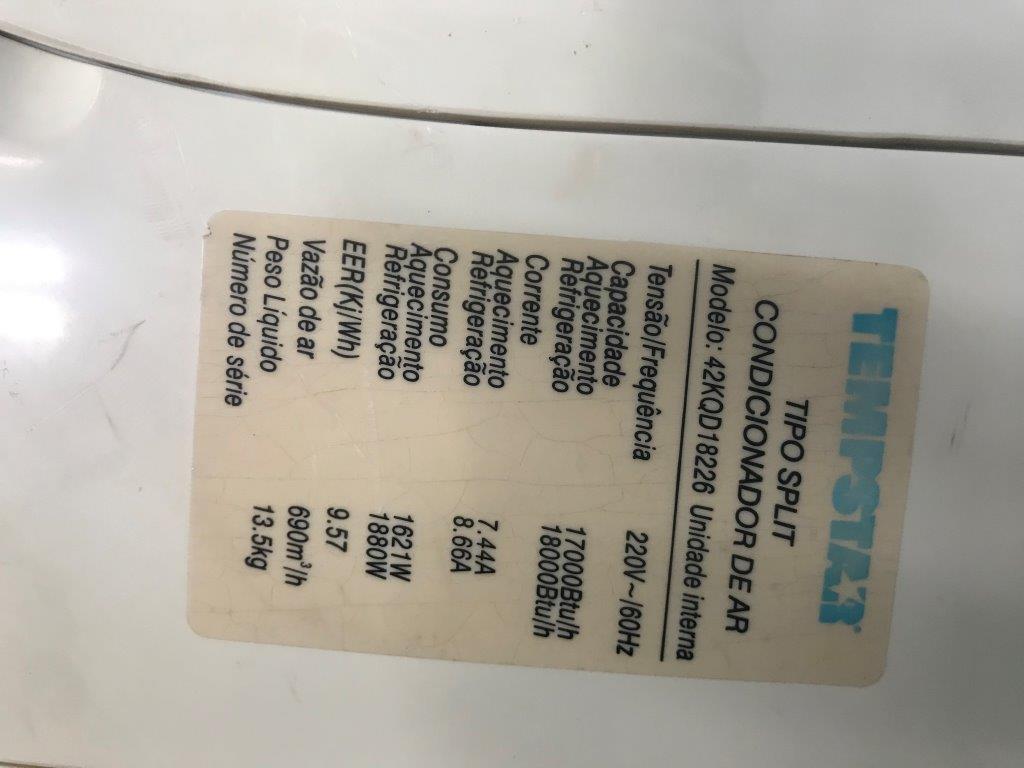 TEMPSTAR
TIPO SPLIT
CONDICIONADOR DE AR
Modelo: 42KQD18226 Unidade interna
Tensão/Frequência 220V~/60Hz
Capacidade
Aquecimento 17000Btu/h
Refrigeração 18000Btu/h
Corrente
Aquecimento 7.44A
Refrigeração 8.66A
Consumo
Aquecimento 1621W
Refrigeração 1880W
EER(Kj/Wh) 9.57
Vazão de ar 690m³/h
Peso Líquido 13.5kg
Número de série